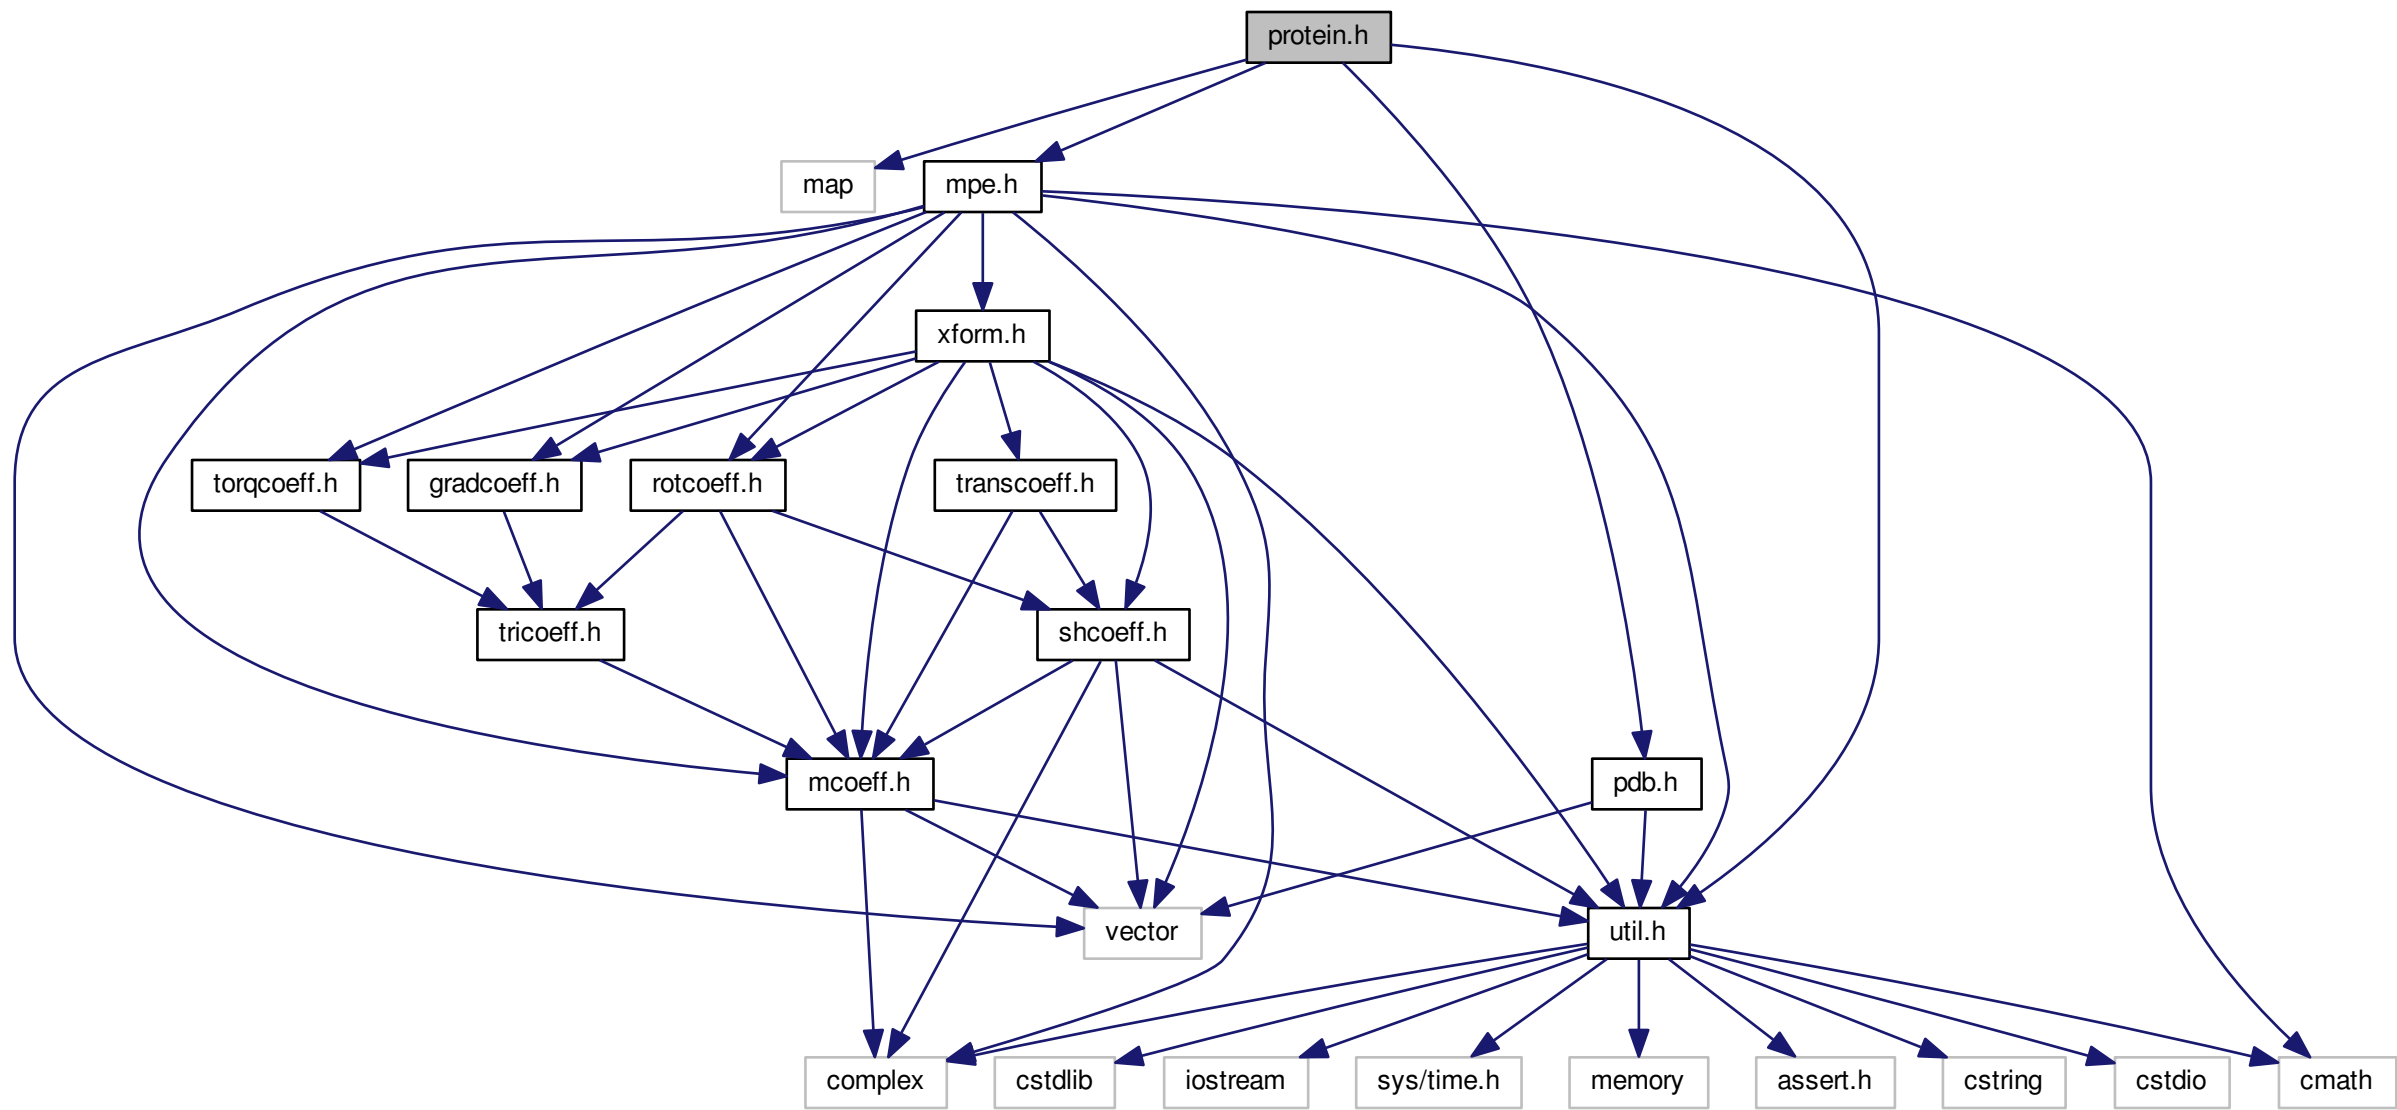 protein.h
map
mpe.h
xform.h
torqcoeff.h
gradcoeff.h
rotcoeff.h
transcoeff.h
tricoeff.h
shcoeff.h
mcoeff.h
pdb.h
vector
util.h
complex
cstdlib
iostream
sys/time.h
memory
assert.h
cstring
cstdio
cmath